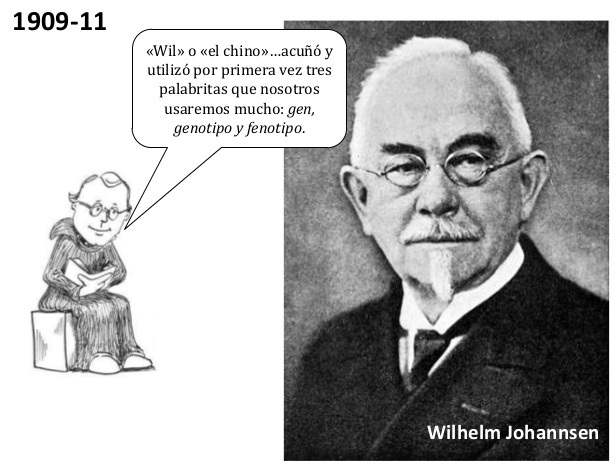 1909-11
«Wil» o «el chino»...acuñó y
utilizó por primera vez tres
palabritas que nosotros
usaremos mucho: gen,
genotipo y fenotipo.
Wilhelm Johannsen